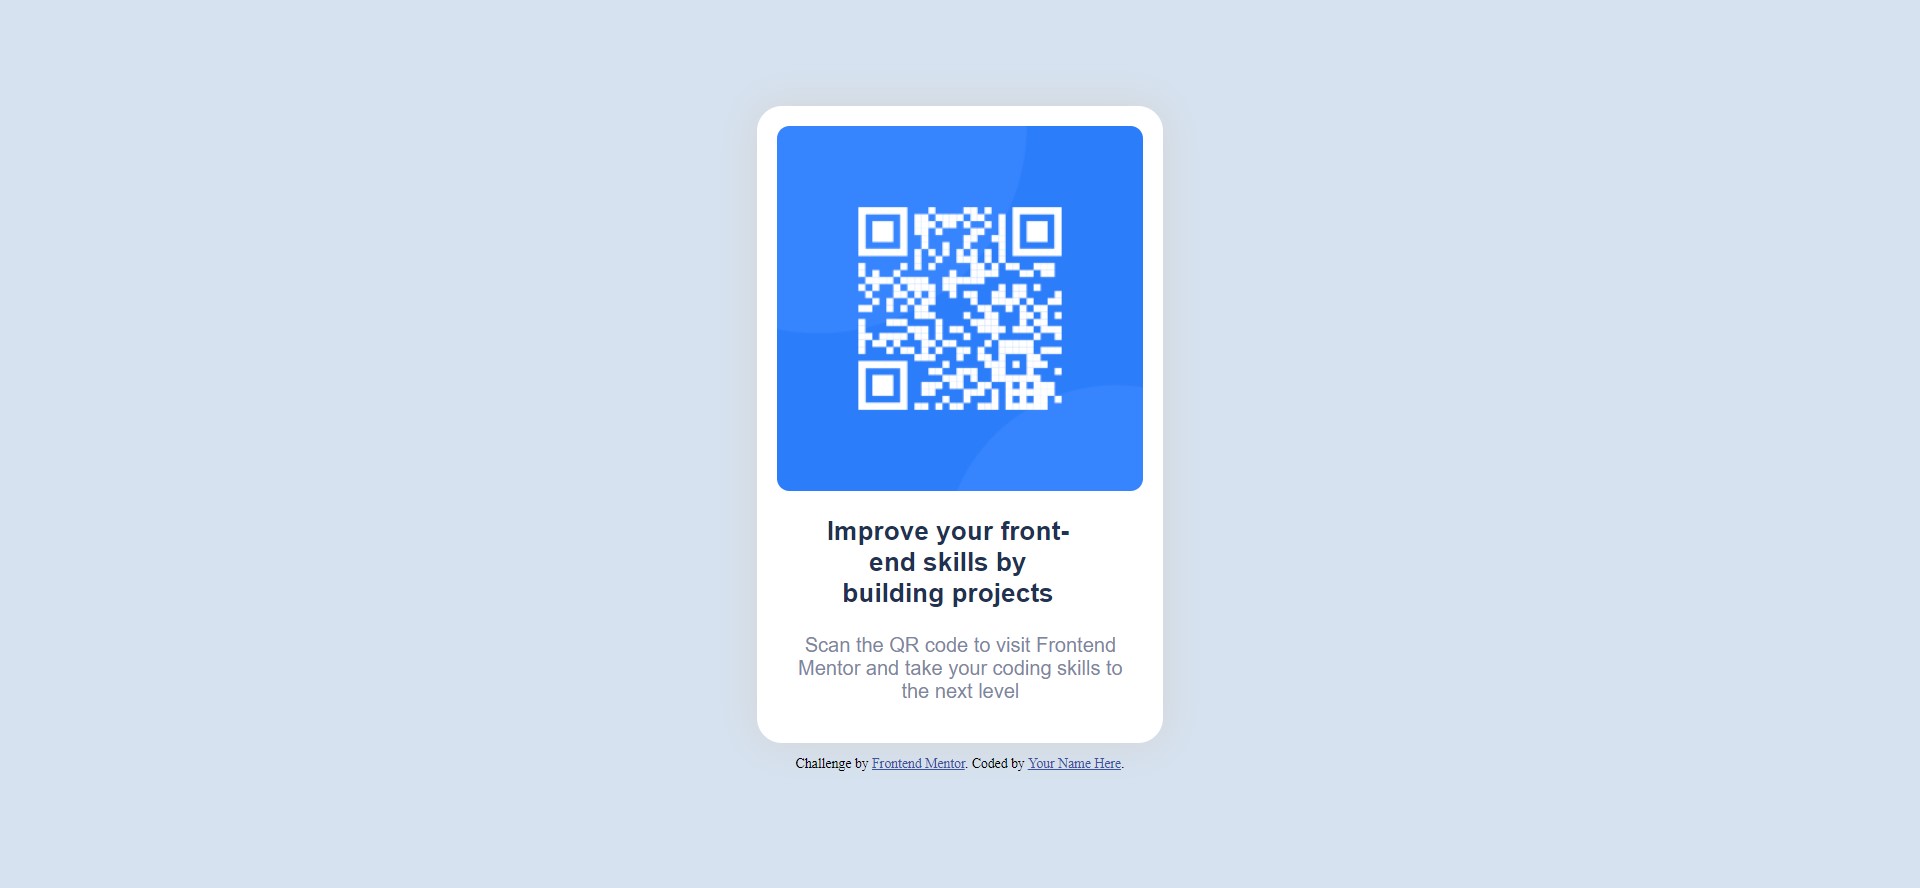 Improve your front-
end skills by
building projects
Scan the QR code to visit Frontend
Mentor and take your coding skills to
the next level
Challenge by Frontend Mentor. Coded by Your Name Here.